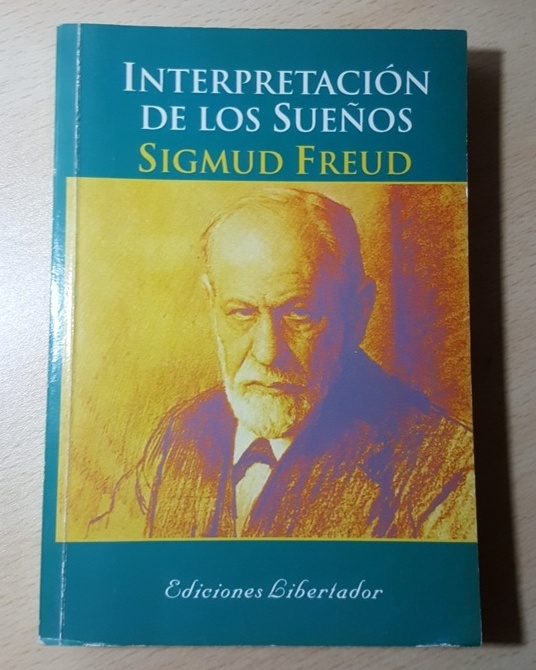 INTERPRETACIÓN
DE LOS SUEÑOS
SIGMUD FREUD
Ediciones Libertador